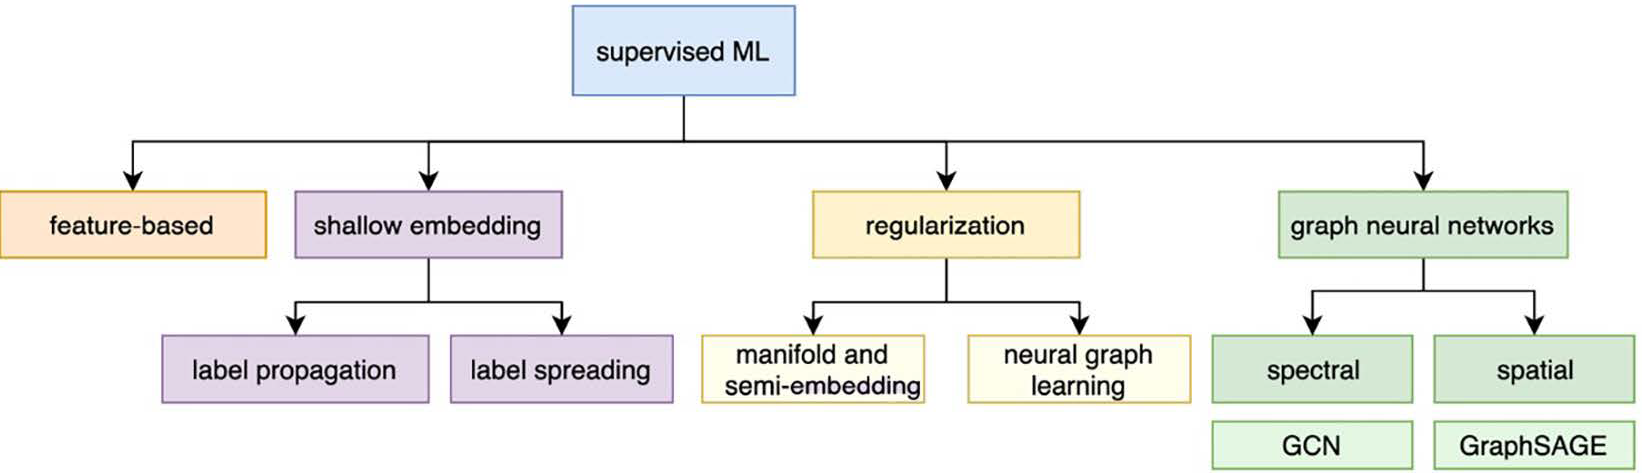 supervised ML
feature-based
shallow embedding
regularization
graph neural networks
label propagation
label spreading
manifold and
semi-embedding
neural graph
learning
spectral
spatial
GCN
GraphSAGE